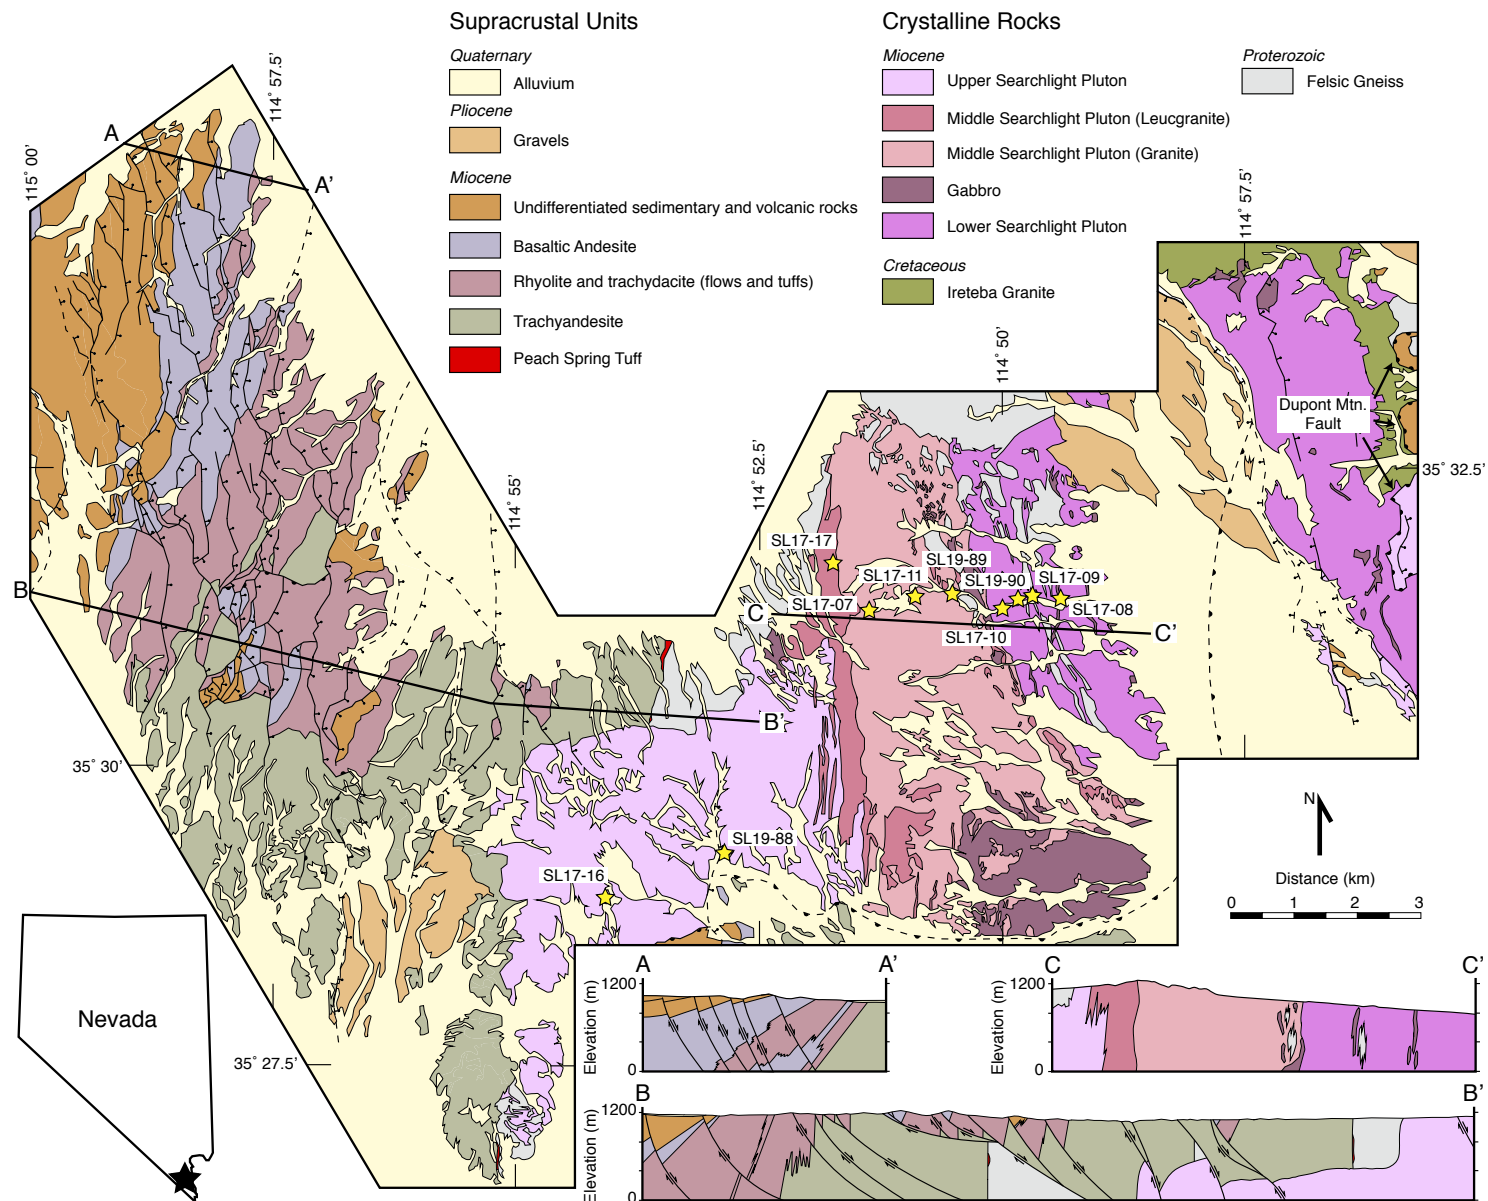 Supracrustal Units
Quaternary
Alluvium
Pliocene
Gravels
Miocene
Undifferentiated sedimentary and volcanic rocks
Basaltic Andesite
Rhyolite and trachydacite (flows and tuffs)
Trachyandesite
Peach Spring Tuff
Crystalline Rocks
Miocene
Upper Searchlight Pluton
Middle Searchlight Pluton (Leucgranite)
Middle Searchlight Pluton (Granite)
Gabbro
Lower Searchlight Pluton
Cretaceous
Ireteba Granite
Proterozoic
Felsic Gneiss
115° 00'
114° 57.5'
A
A'
B
B'
114° 55'
114° 52.5'
114° 50'
114° 57.5'
Dupont Mtn.
Fault
35° 32.5'
SL17-17
SL17-11
SL19-89
SL19-90
SL17-09
SL17-07
SL17-08
SL17-10
C
C'
35° 30'
SL19-88
SL17-16
35° 27.5'
N
Distance (km)
0 1 2 3
Nevada
A
A'
1200
Elevation (m)
0
C
C'
1200
Elevation (m)
0
B
B'
1200
Elevation (m)
0